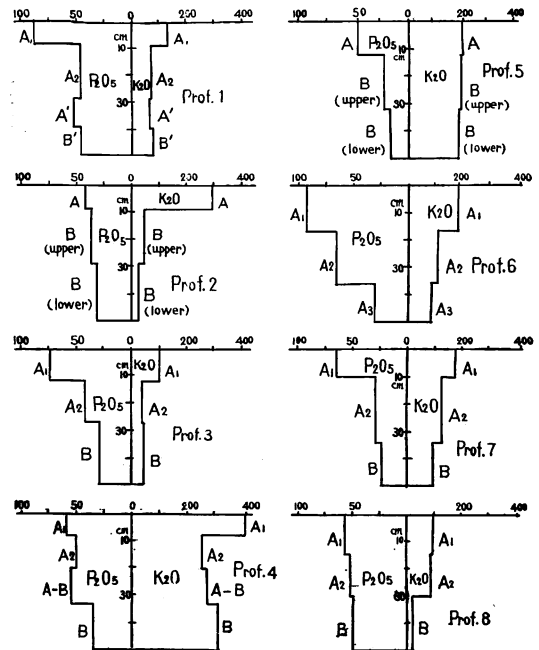 100 50 0 200 400
A₁ cm A₁
10
A₂ P₂O₅ K₂O A₂
30
A' A' Prof.1
B' B'
100 50 0 200 400
A cm K₂O A
10
B P₂O₅ B
(upper) (upper)
30
B B Prof.2
(lower) (lower)
100 50 0 200 400
A₁ cm K₂O A₁
10
A₂ P₂O₅ A₂
30 Prof.3
B B
100 50 0 200 400
A₁ cm A₁
10
A₂ P₂O₅ K₂O A₂ Prof.4
A-B A-B
30
B B
100 50 0 200 400
A P₂O₅ A
10
cm K₂O Prof.5
B B
(upper) 30 (upper)
B B
(lower) (lower)
100 50 0 200 400
A₁ cm K₂O A₁
10
P₂O₅
A₂ 30 A₂ Prof.6
A₃ A₃
100 50 0 200 400
A₁ P₂O₅ A₁
10
cm K₂O
A₂ A₂
30 Prof.7
B B
100 50 0 200 400
cm
A₁ 10 A₁
A₂ P₂O₅ K₂O A₂
Prof.8
B B